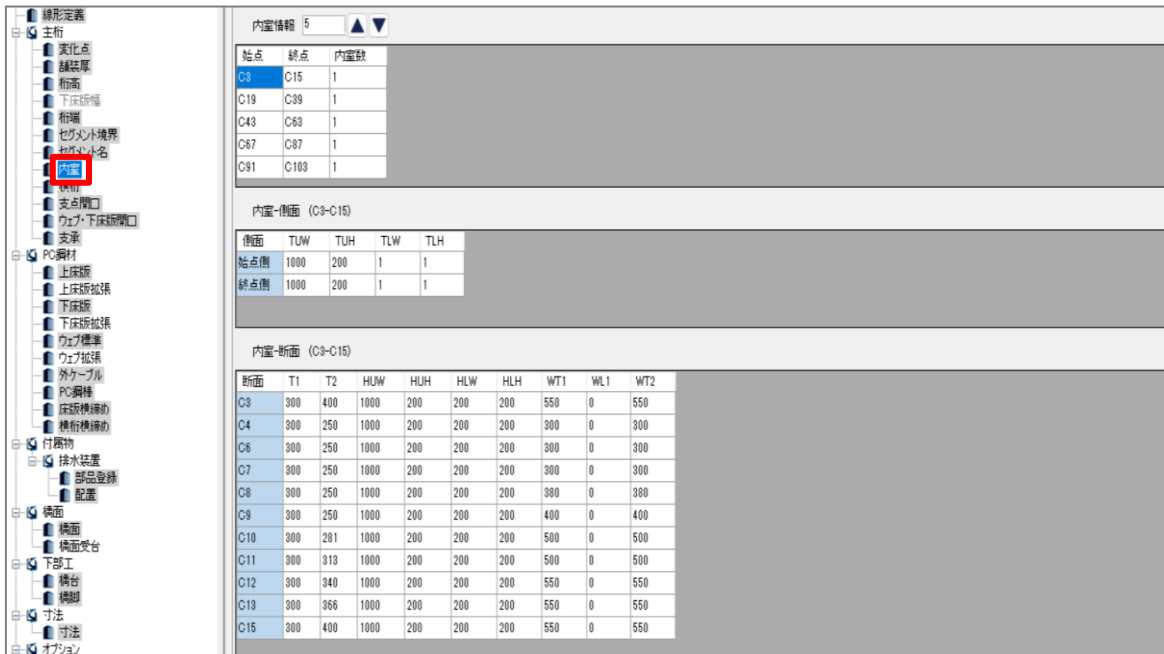 線形定義
主桁
変化点
舗装厚
桁高
下床版幅
桁端
セグメント境界
セグメント名
内室
横桁
支点開口
ウェブ・下床版開口
支承
PC鋼材
上床版
上床版拡張
下床版
下床版拡張
ウェブ標準
ウェブ拡張
外ケーブル
PC鋼棒
床版横締め
横桁横締め
付属物
排水装置
部品登録
配置
橋面
橋面
橋面受台
下部工
橋台
橋脚
寸法
寸法
オプション
内室情報 5
始点 終点 内室数
C3 C15 1
C19 C39 1
C43 C63 1
C67 C87 1
C91 C103 1
内室-側面 (C3-C15)
側面 TUW TUH TLW TLH
始点側 1000 200 1 1
終点側 1000 200 1 1
内室-断面 (C3-C15)
断面 T1 T2 HUW HUH HLW HLH WT1 WL1 WT2
C3 300 400 1000 200 200 200 550 0 550
C4 300 250 1000 200 200 200 300 0 300
C6 300 250 1000 200 200 200 300 0 300
C7 300 250 1000 200 200 200 300 0 300
C8 300 250 1000 200 200 200 380 0 380
C9 300 250 1000 200 200 200 400 0 400
C10 300 281 1000 200 200 200 500 0 500
C11 300 313 1000 200 200 200 500 0 500
C12 300 340 1000 200 200 200 550 0 550
C13 300 366 1000 200 200 200 550 0 550
C15 300 400 1000 200 200 200 550 0 550